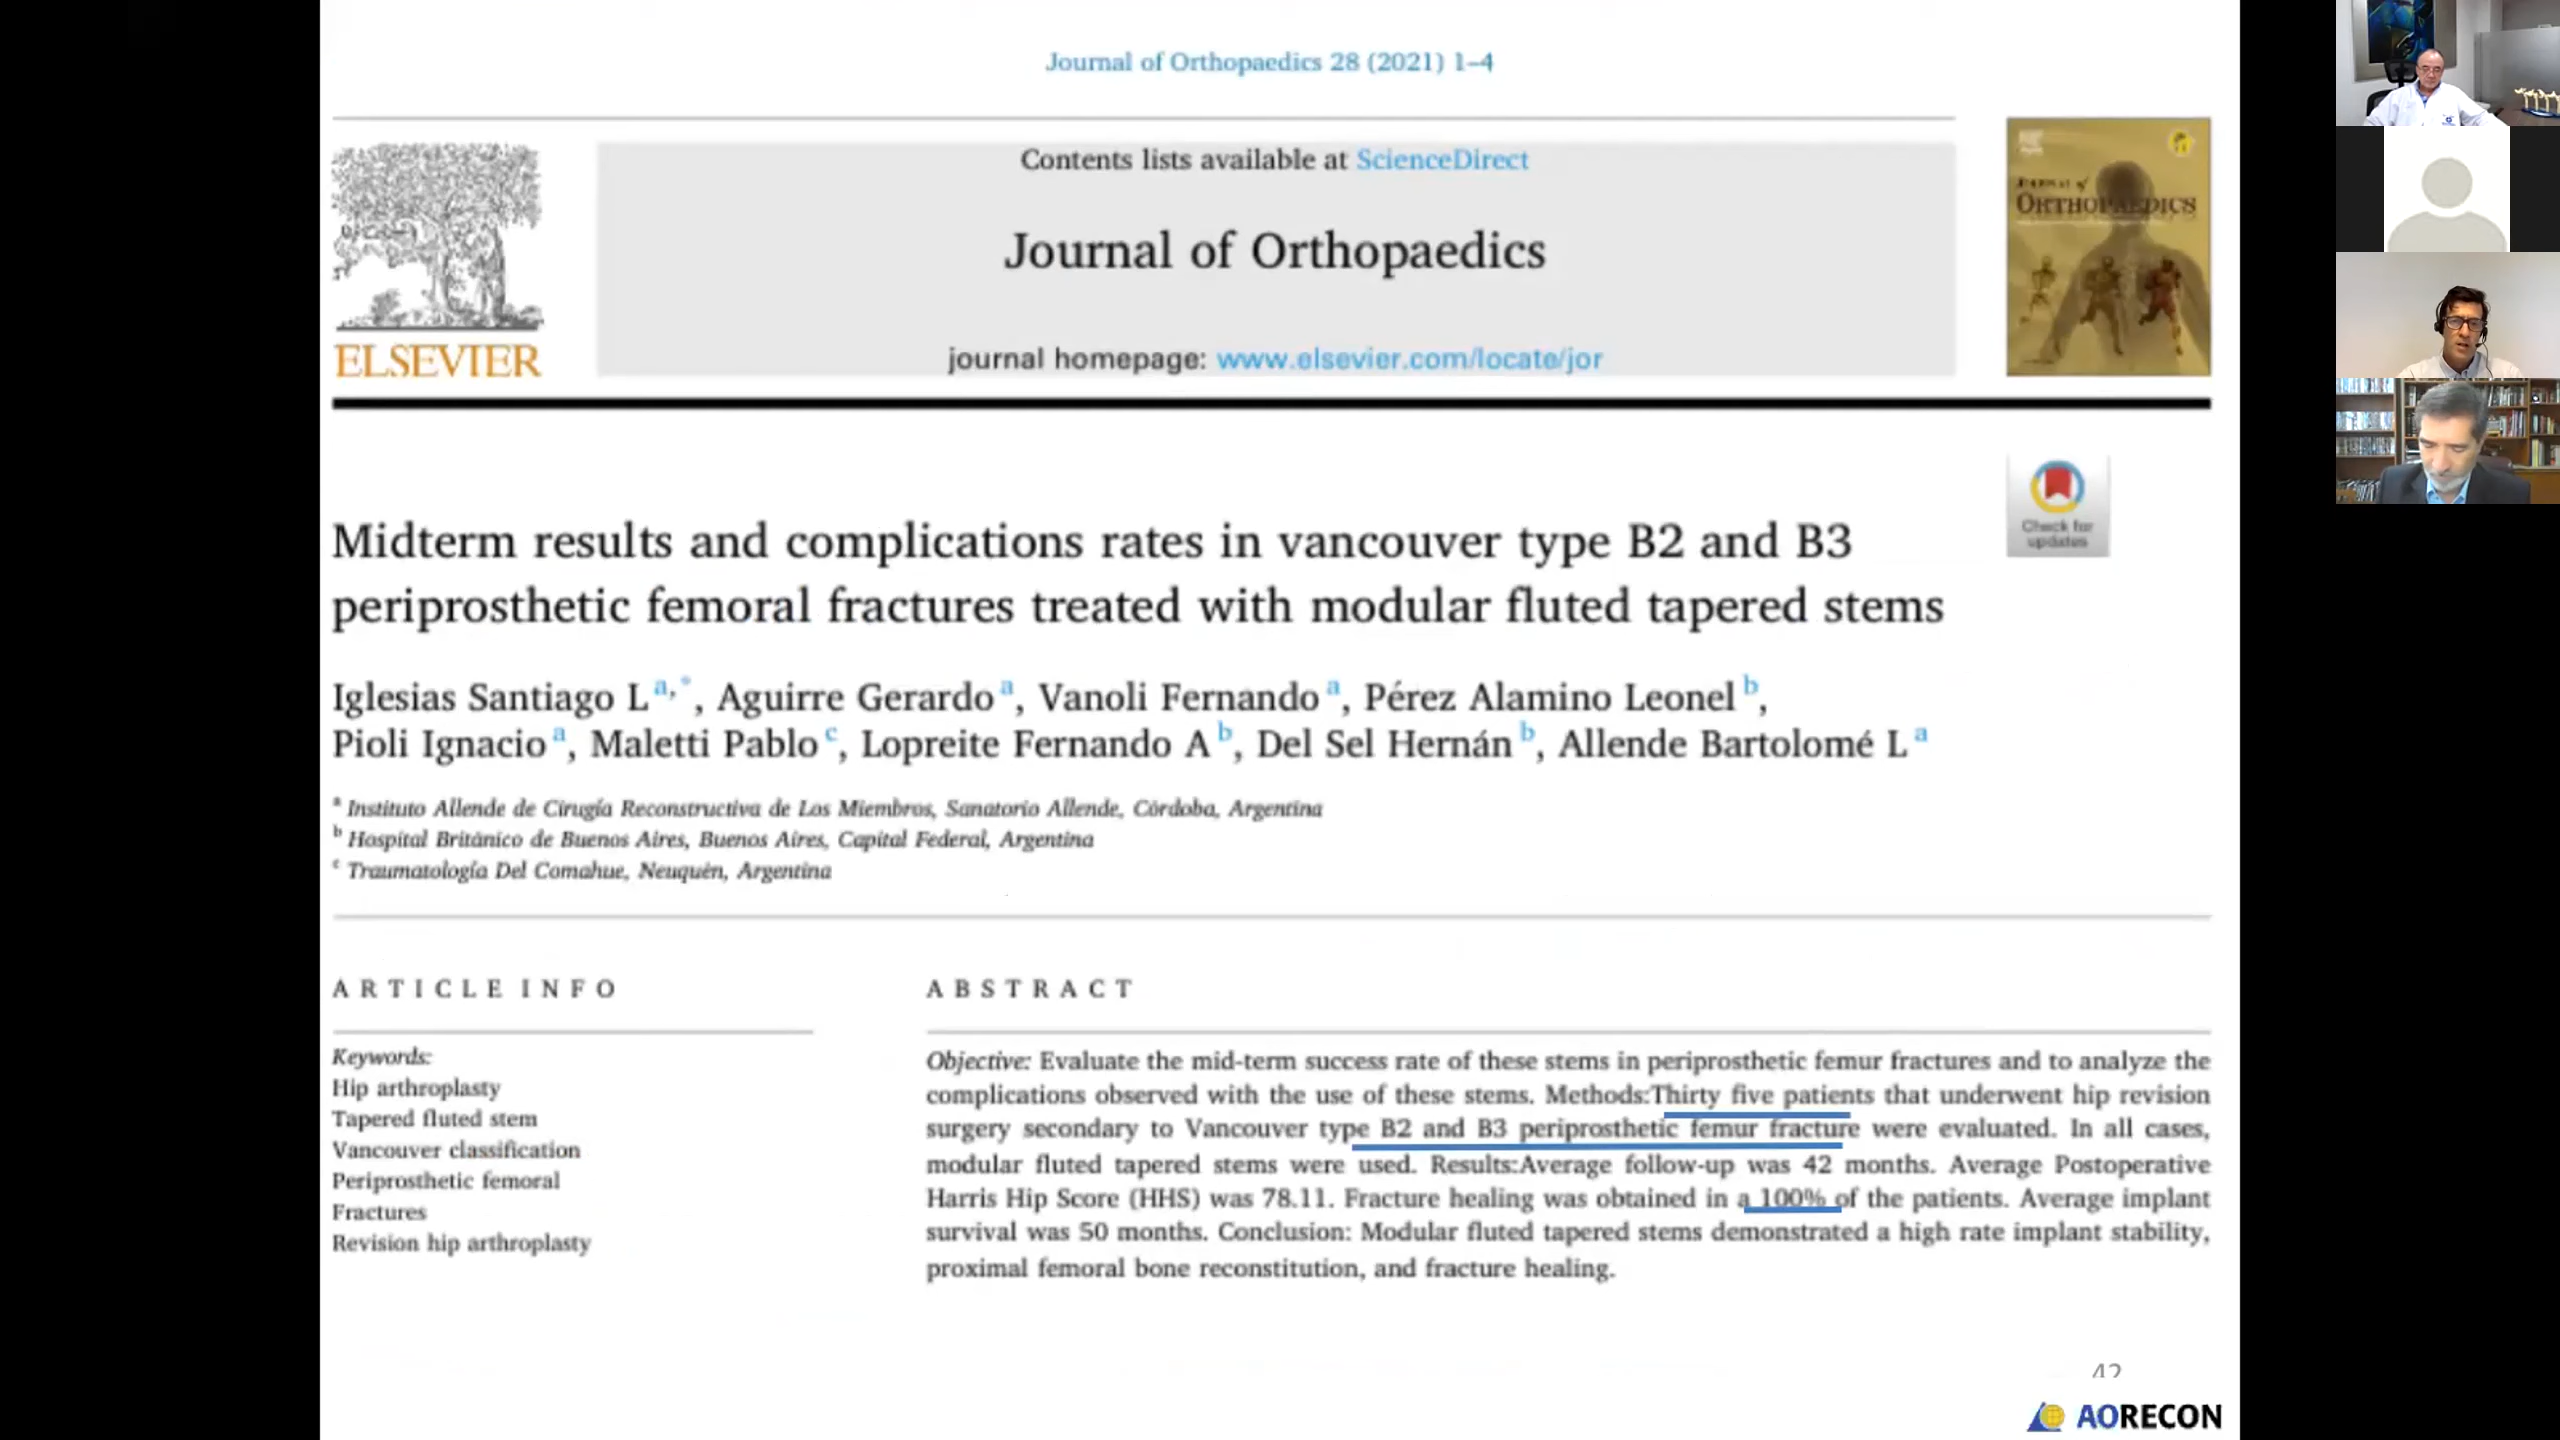 Journal of Orthopaedics 28 (2021) 1–4
Contents lists available at ScienceDirect
Journal of Orthopaedics
journal homepage: www.elsevier.com/locate/jor
ELSEVIER
Journal of
ORTHOPAEDICS
Check for
updates
Midterm results and complications rates in vancouver type B2 and B3
periprosthetic femoral fractures treated with modular fluted tapered stems
Iglesias Santiago L a,*, Aguirre Gerardo a, Vanoli Fernando a, Pérez Alamino Leonel b,
Pioli Ignacio a, Maletti Pablo c, Lopreite Fernando A b, Del Sel Hernán b, Allende Bartolomé L a
a Instituto Allende de Cirugía Reconstructiva de Los Miembros, Sanatorio Allende, Córdoba, Argentina
b Hospital Británico de Buenos Aires, Buenos Aires, Capital Federal, Argentina
c Traumatología Del Comahue, Neuquén, Argentina
ARTICLE INFO
Keywords:
Hip arthroplasty
Tapered fluted stem
Vancouver classification
Periprosthetic femoral
Fractures
Revision hip arthroplasty
ABSTRACT
Objective: Evaluate the mid-term success rate of these stems in periprosthetic femur fractures and to analyze the
complications observed with the use of these stems. Methods:Thirty five patients that underwent hip revision
surgery secondary to Vancouver type B2 and B3 periprosthetic femur fracture were evaluated. In all cases,
modular fluted tapered stems were used. Results:Average follow-up was 42 months. Average Postoperative
Harris Hip Score (HHS) was 78.11. Fracture healing was obtained in a 100% of the patients. Average implant
survival was 50 months. Conclusion: Modular fluted tapered stems demonstrated a high rate implant stability,
proximal femoral bone reconstitution, and fracture healing.
42
AORECON